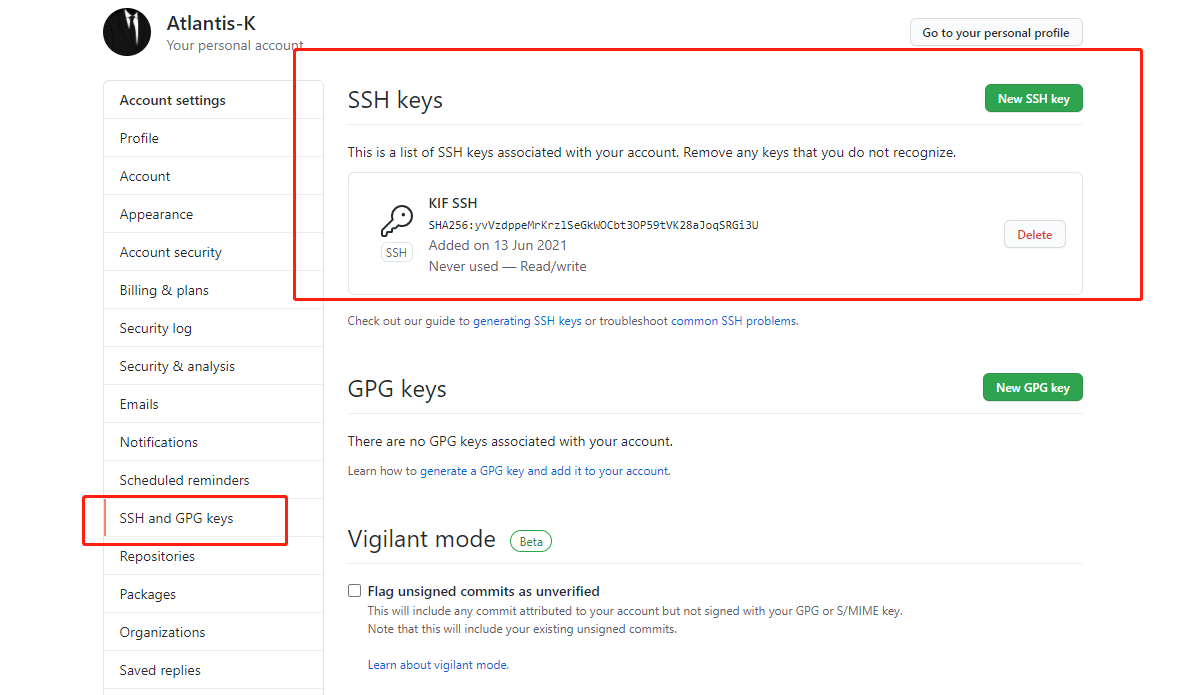 Atlantis-K
Your personal account
Go to your personal profile
Account settings
Profile
Account
Appearance
Account security
Billing & plans
Security log
Security & analysis
Emails
Notifications
Scheduled reminders
SSH and GPG keys
Repositories
Packages
Organizations
Saved replies
SSH keys
New SSH key
This is a list of SSH keys associated with your account. Remove any keys that you do not recognize.
KIF SSH
SHA256:yvVzdppeMrKrzlSeGkWOCbt3OP59tVK28aJoqSRGi3U
SSH
Added on 13 Jun 2021
Never used — Read/write
Delete
Check out our guide to generating SSH keys or troubleshoot common SSH problems.
GPG keys
New GPG key
There are no GPG keys associated with your account.
Learn how to generate a GPG key and add it to your account.
Vigilant mode
Beta
Flag unsigned commits as unverified
This will include any commit attributed to your account but not signed with your GPG or S/MIME key.
Note that this will include your existing unsigned commits.
Learn about vigilant mode.